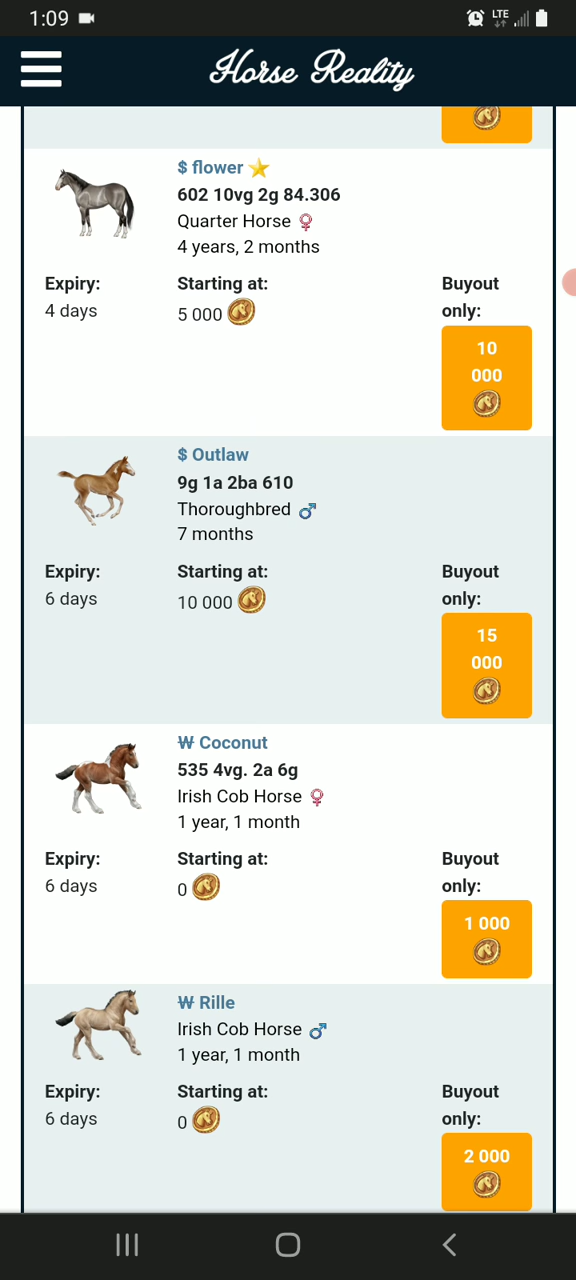 1:09
LTE
Horse Reality
$ flower
602 10vg 2g 84.306
Quarter Horse ♀
4 years, 2 months
Expiry:
4 days
Starting at:
5 000
Buyout
only:
10
000
$ Outlaw
9g 1a 2ba 610
Thoroughbred ♂
7 months
Expiry:
6 days
Starting at:
10 000
Buyout
only:
15
000
₩ Coconut
535 4vg. 2a 6g
Irish Cob Horse ♀
1 year, 1 month
Expiry:
6 days
Starting at:
0
Buyout
only:
1 000
₩ Rille
Irish Cob Horse ♂
1 year, 1 month
Expiry:
6 days
Starting at:
0
Buyout
only:
2 000